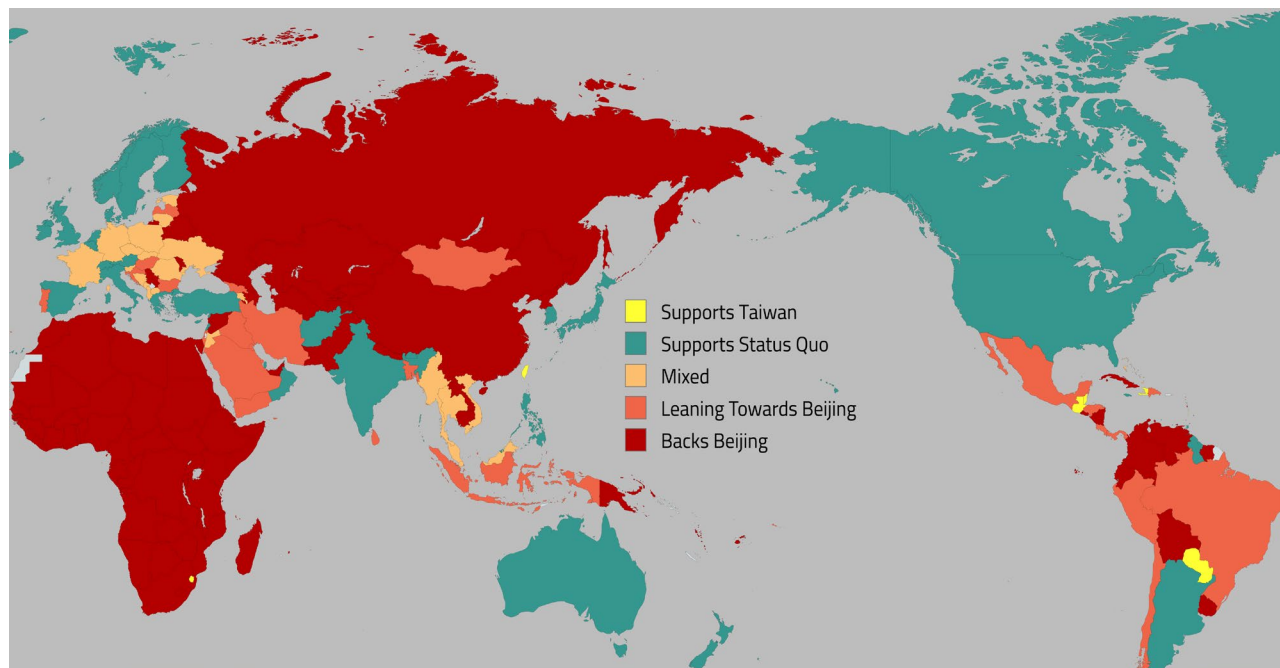 Supports Taiwan
Supports Status Quo
Mixed
Leaning Towards Beijing
Backs Beijing